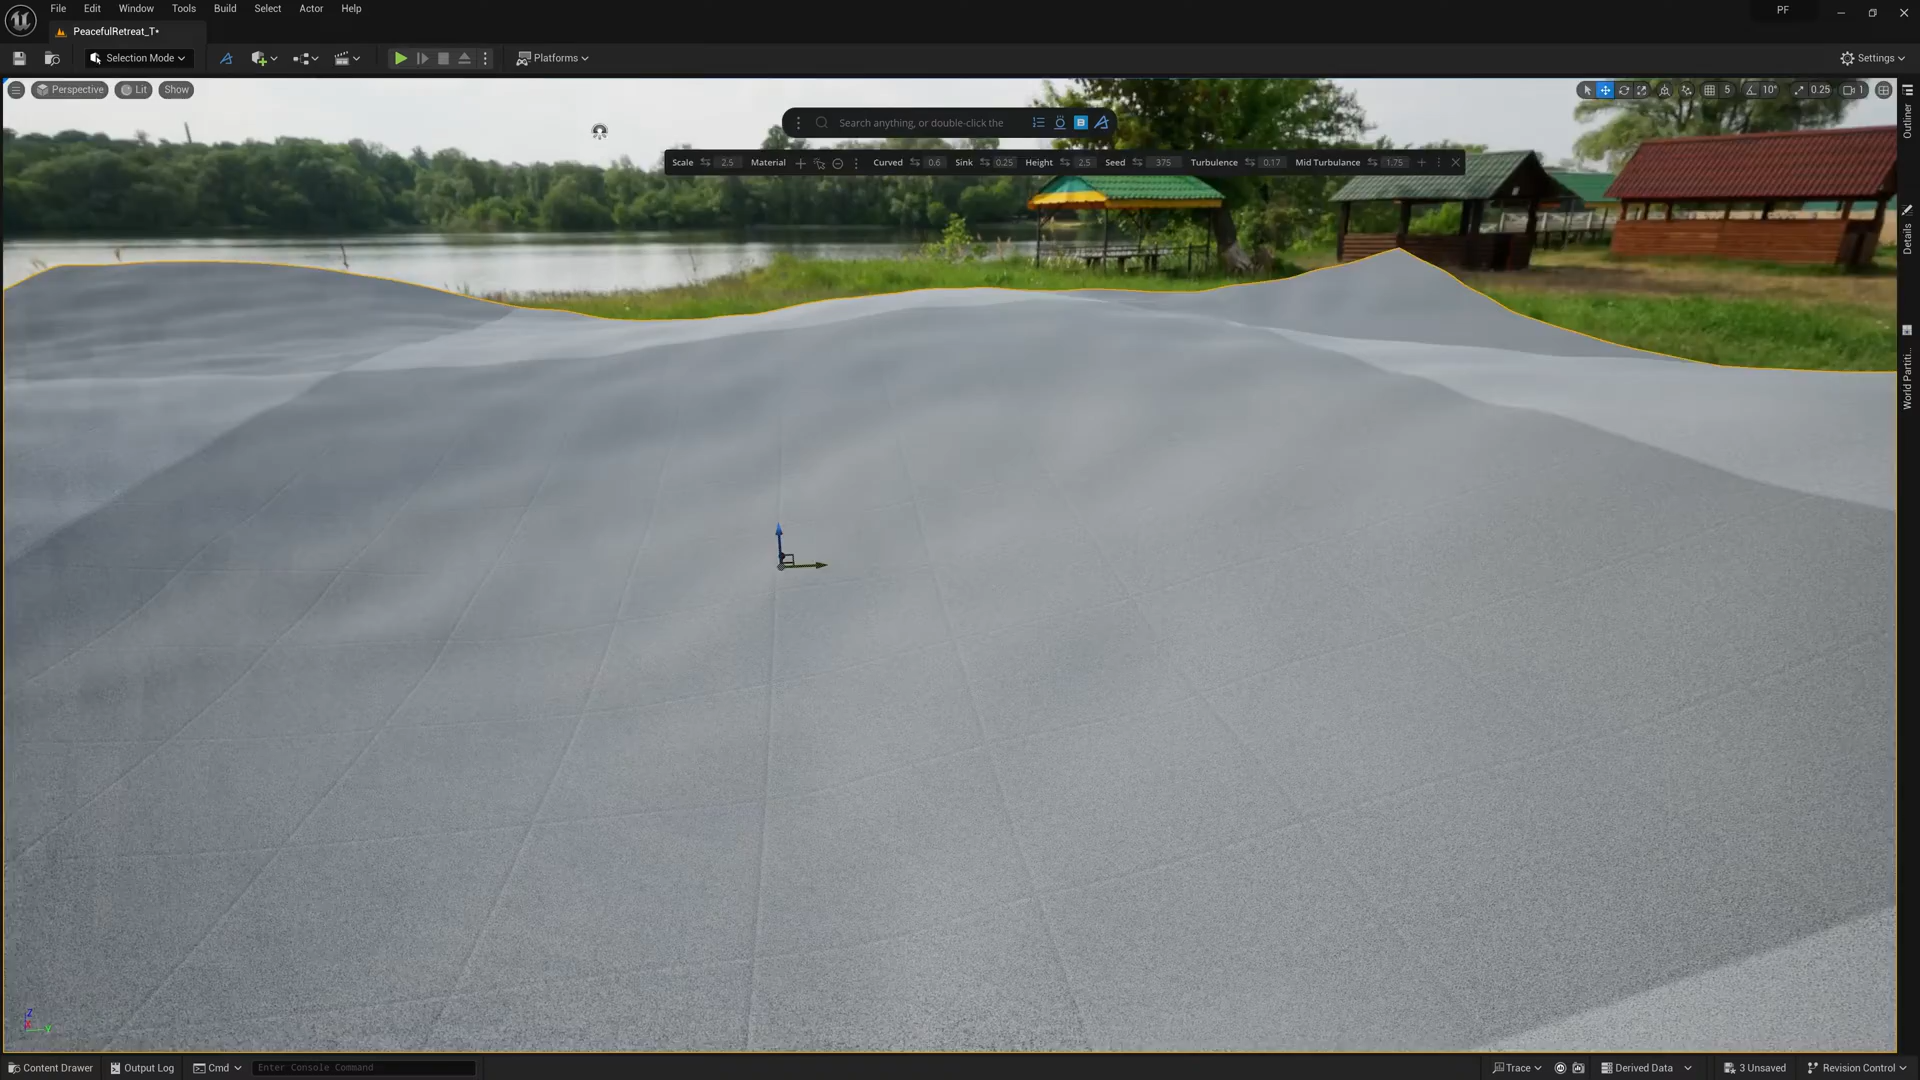 File Edit Window Tools Build Select Actor Help
PF
PeacefulRetreat_T•
Selection Mode
Platforms
Settings
Perspective Lit Show
5 10° 0.25 1
Outliner
Search anything, or double-click the
Scale 2.5 Material Curved 0.6 Sink 0.25 Height 2.5 Seed 375 Turbulence 0.17 Mid Turbulance 1.75
Details
World Partiti...
Z
Y
Content Drawer Output Log Cmd Enter Console Command
Trace Derived Data 3 Unsaved Revision Control